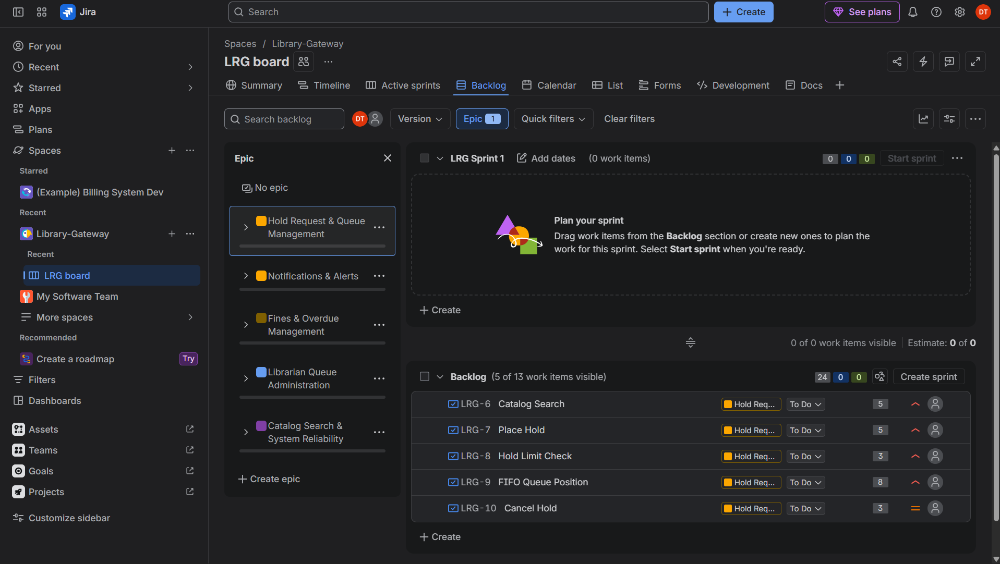 Jira
Search
Create
See plans
DT
For you
Recent
Starred
Apps
Plans
Spaces
Starred
(Example) Billing System Dev
Recent
Library-Gateway
Recent
LRG board
My Software Team
More spaces
Recommended
Create a roadmap
Try
Filters
Dashboards
Assets
Teams
Goals
Projects
Customize sidebar
Spaces / Library-Gateway
LRG board
Summary
Timeline
Active sprints
Backlog
Calendar
List
Forms
Development
Docs
Search backlog
DT
Version
Epic 1
Quick filters
Clear filters
Epic
No epic
Hold Request & Queue
Management
Notifications & Alerts
Fines & Overdue
Management
Librarian Queue
Administration
Catalog Search &
System Reliability
Create epic
LRG Sprint 1 Add dates (0 work items) 0 0 0 Start sprint
Plan your sprint
Drag work items from the Backlog section or create new ones to plan the
work for this sprint. Select Start sprint when you're ready.
Create
0 of 0 work items visible Estimate: 0 of 0
Backlog (5 of 13 work items visible) 24 0 0 Create sprint
LRG-6 Catalog Search Hold Req... To Do 5
LRG-7 Place Hold Hold Req... To Do 5
LRG-8 Hold Limit Check Hold Req... To Do 3
LRG-9 FIFO Queue Position Hold Req... To Do 8
LRG-10 Cancel Hold Hold Req... To Do 3
Create